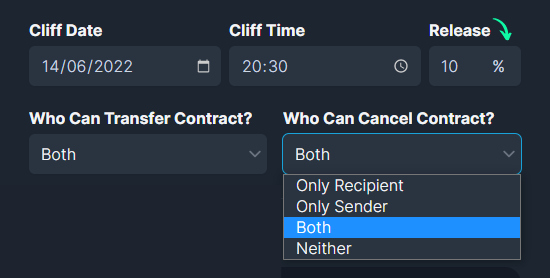 Cliff Date Cliff Time Release
14/06/2022 20:30 10 %
Who Can Transfer Contract? Who Can Cancel Contract?
Both Both
Only Recipient
Only Sender
Both
Neither